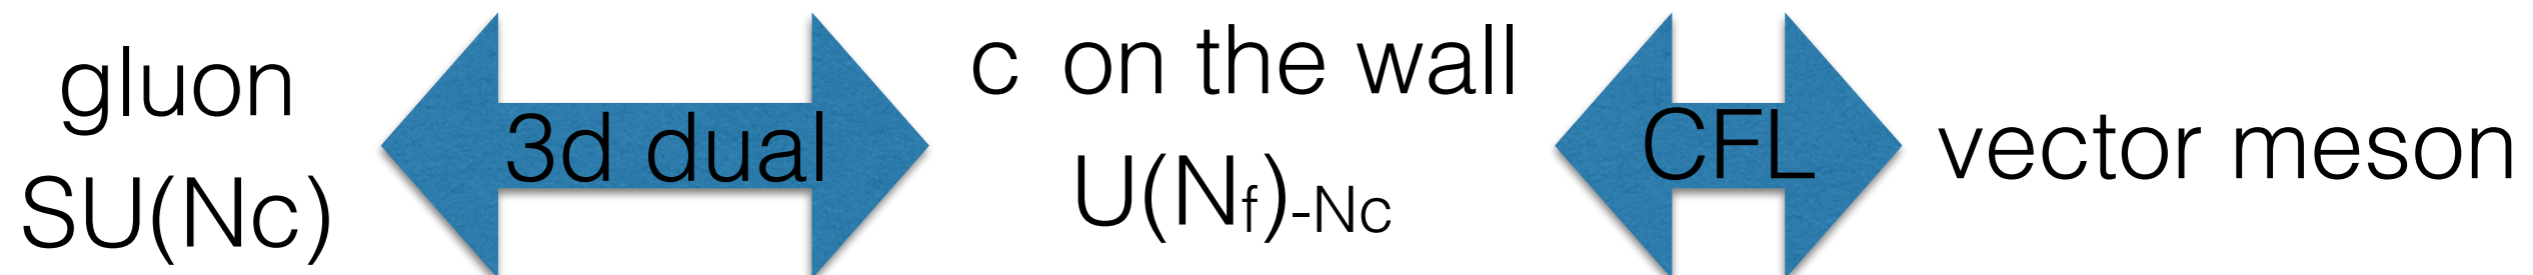 gluon
SU(Nc)
3d dual
c on the wall
U(Nf)-Nc
CFL
vector meson